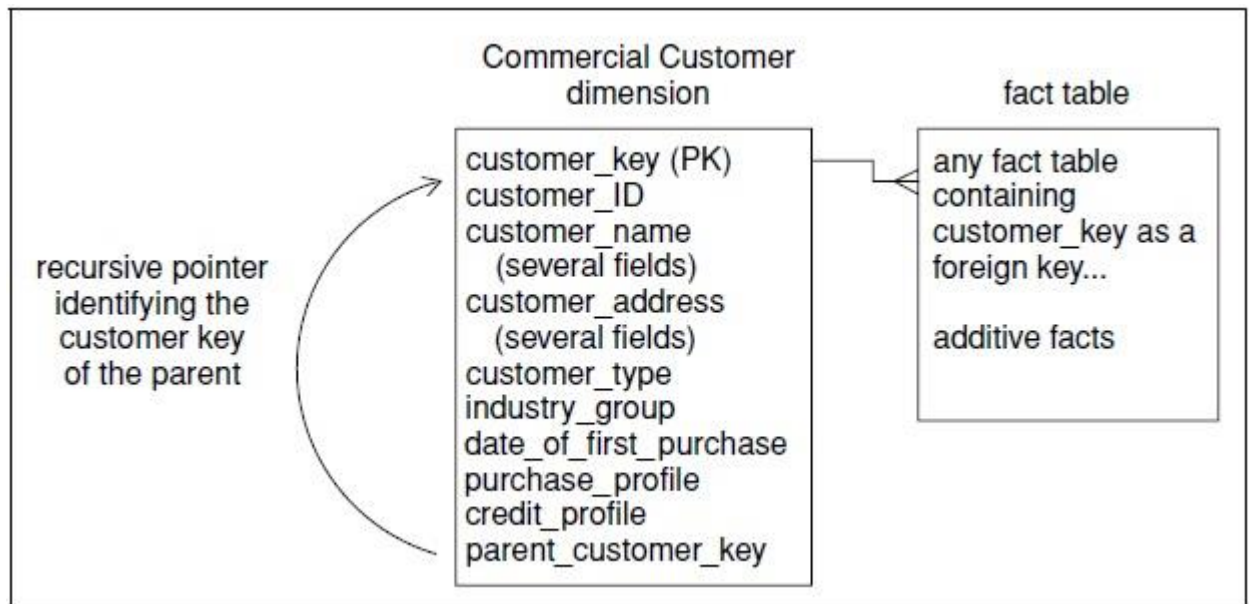 Commercial Customer
dimension
fact table
recursive pointer
identifying the
customer key
of the parent
customer_key (PK)
customer_ID
customer_name
(several fields)
customer_address
(several fields)
customer_type
industry_group
date_of_first_purchase
purchase_profile
credit_profile
parent_customer_key
any fact table
containing
customer_key as a
foreign key...
additive facts